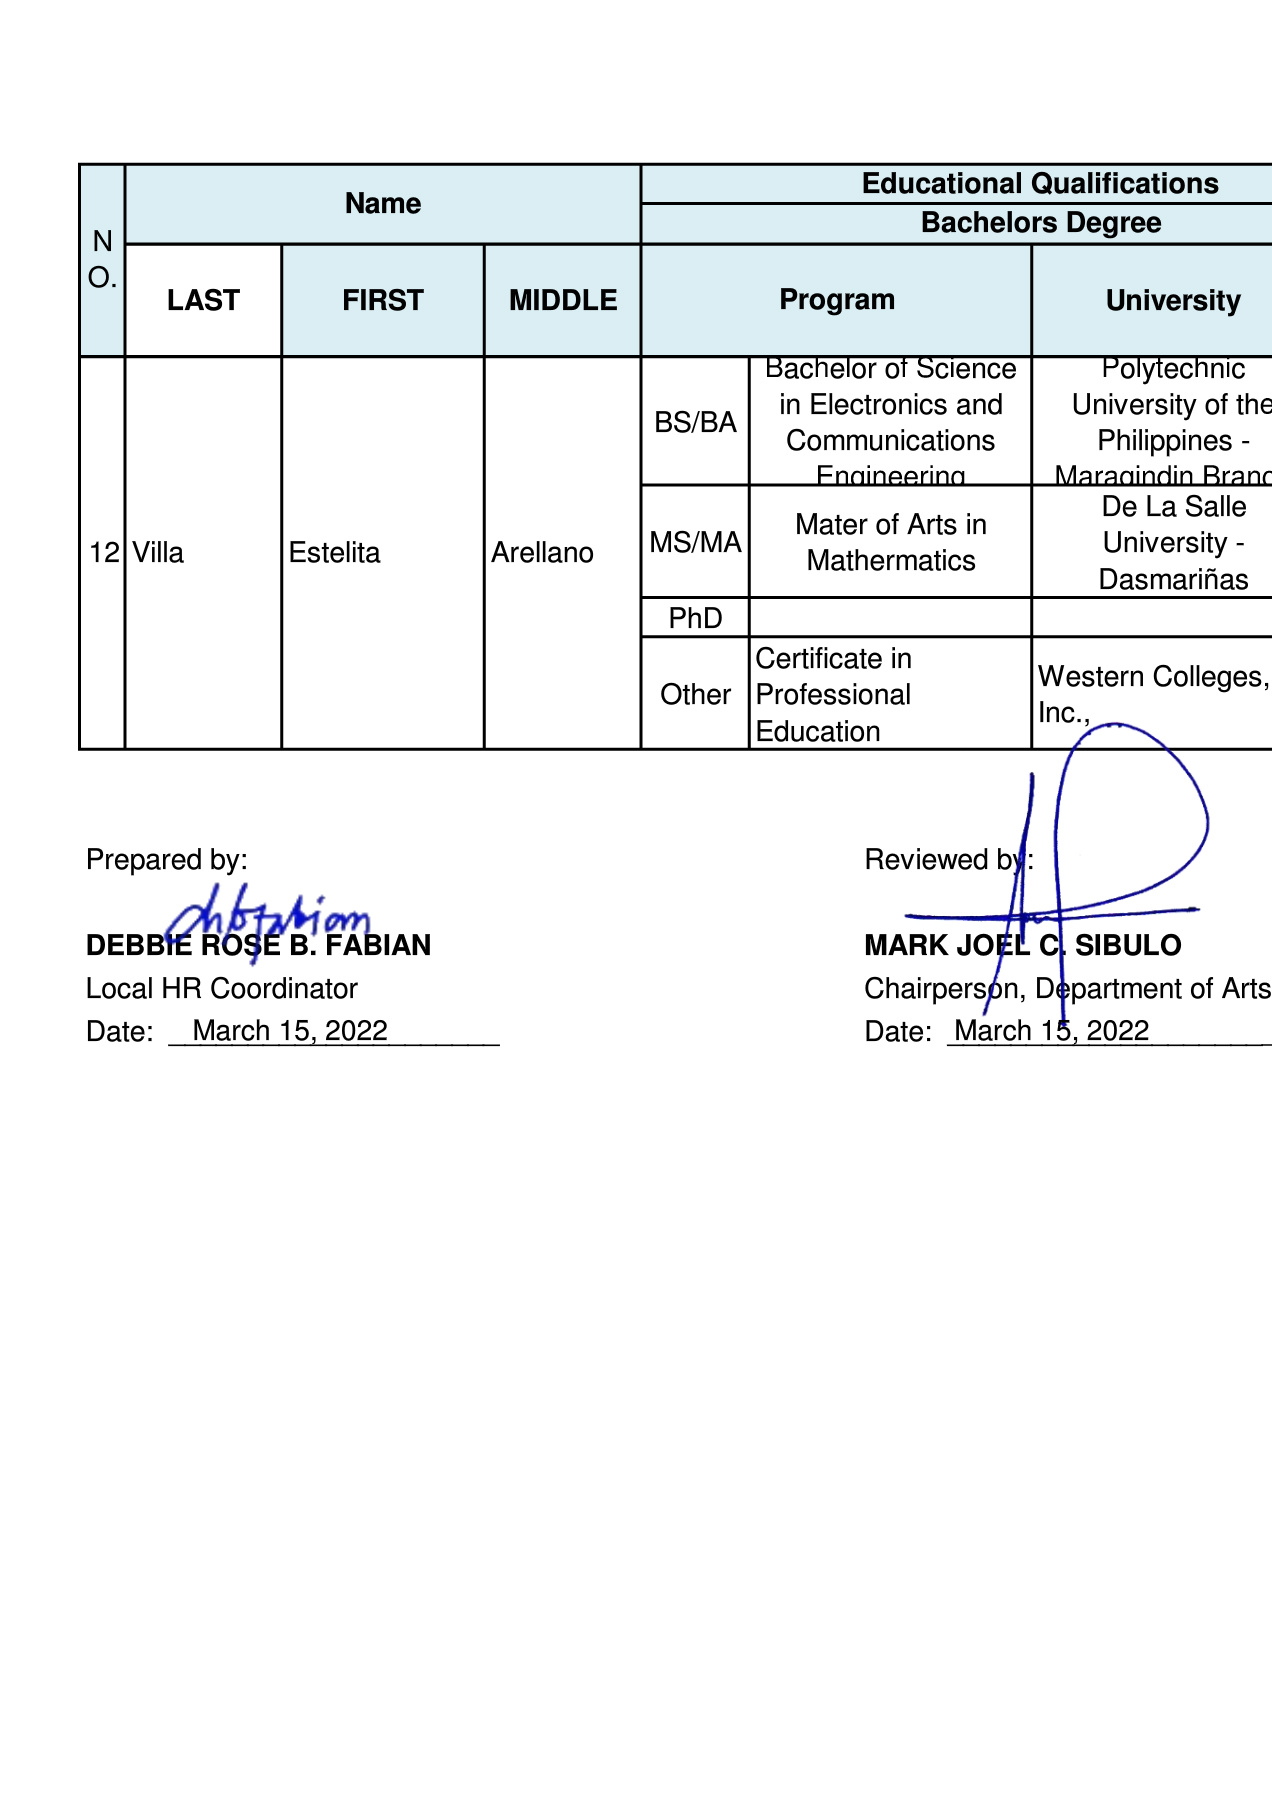 N
O.
Name
Educational Qualifications
Bachelors Degree
LAST
FIRST
MIDDLE
Program
University
12
Villa
Estelita
Arellano
BS/BA
Bachelor of Science
in Electronics and
Communications
Engineering
Polytechnic
University of the
Philippines -
Maragindin Branc
MS/MA
Mater of Arts in
Mathermatics
De La Salle
University -
Dasmariñas
PhD
Other
Certificate in
Professional
Education
Western Colleges,
Inc.,
Prepared by:
DEBBIE ROSE B. FABIAN
Local HR Coordinator
Date: March 15, 2022
Reviewed by:
MARK JOEL C. SIBULO
Chairperson, Department of Arts
Date: March 15, 2022